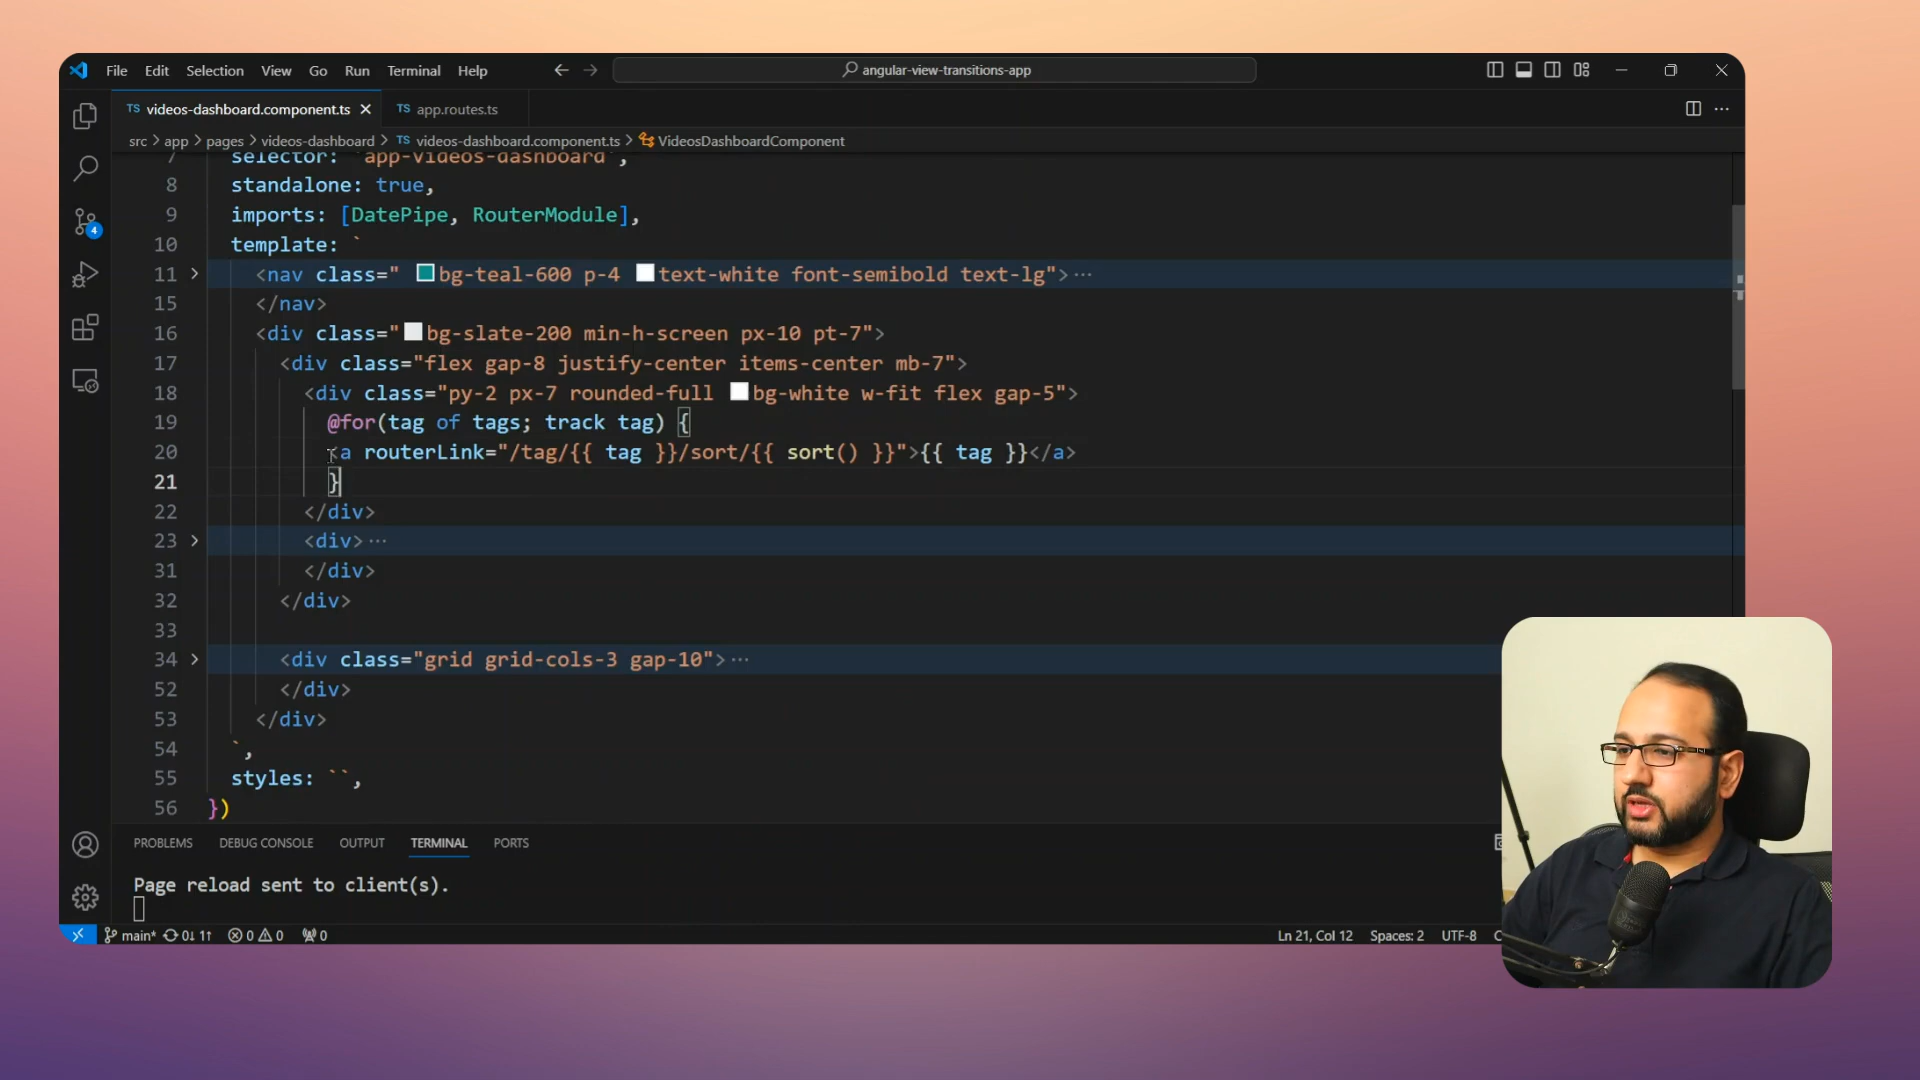 File Edit Selection View Go Run Terminal Help
angular-view-transitions-app
TS videos-dashboard.component.ts
TS app.routes.ts
src > app > pages > videos-dashboard > TS videos-dashboard.component.ts > VideosDashboardComponent
7 selector: `app-videos-dashboard`,
8 standalone: true,
9 imports: [DatePipe, RouterModule],
10 template: `
11 <nav class=" bg-teal-600 p-4 text-white font-semibold text-lg">⋯
15 </nav>
16 <div class="bg-slate-200 min-h-screen px-10 pt-7">
17 <div class="flex gap-8 justify-center items-center mb-7">
18 <div class="py-2 px-7 rounded-full bg-white w-fit flex gap-5">
19 @for(tag of tags; track tag) {
20 <a routerLink="/tag/{{ tag }}/sort/{{ sort() }}">{{ tag }}</a>
21 }
22 </div>
23 <div>⋯
31 </div>
32 </div>
33
34 <div class="grid grid-cols-3 gap-10">⋯
52 </div>
53 </div>
54 `,
55 styles: ``,
56 })
4
PROBLEMS DEBUG CONSOLE OUTPUT TERMINAL PORTS
Page reload sent to client(s).
main* 0↓ 1↑ 0 0 0
Ln 21, Col 12 Spaces: 2 UTF-8